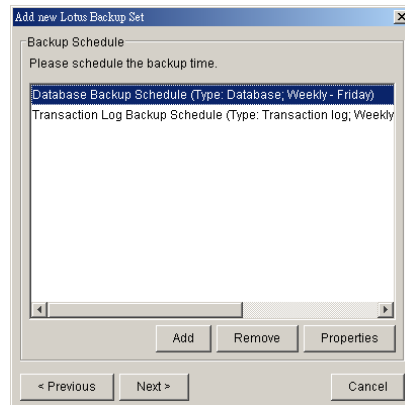 Add new Lotus Backup Set
Backup Schedule
Please schedule the backup time.
Database Backup Schedule (Type: Database; Weekly - Friday)
Transaction Log Backup Schedule (Type: Transaction log; Weekly
Add Remove Properties
< Previous Next > Cancel